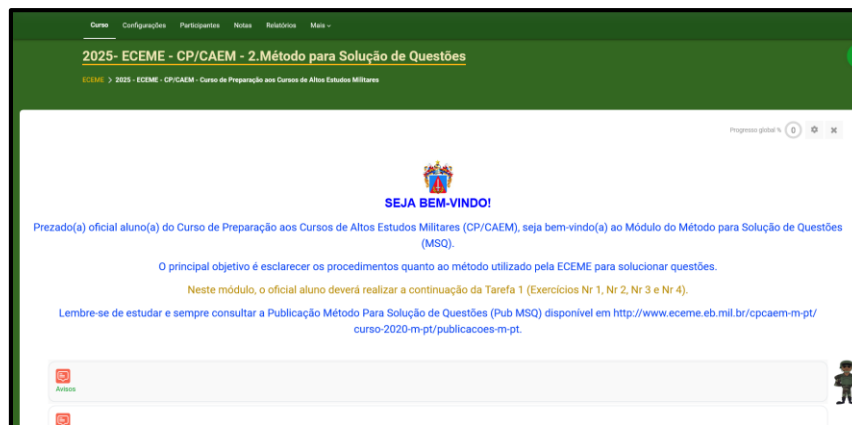 Curso Configurações Participantes Notas Relatórios Mais
2025- ECEME - CP/CAEM - 2.Método para Solução de Questões
ECEME > 2025 - ECEME - CP/CAEM - Curso de Preparação aos Cursos de Altos Estudos Militares
Progresso global % 0
SEJA BEM-VINDO!
Prezado(a) oficial aluno(a) do Curso de Preparação aos Cursos de Altos Estudos Militares (CP/CAEM), seja bem-vindo(a) ao Módulo do Método para Solução de Questões
(MSQ).
O principal objetivo é esclarecer os procedimentos quanto ao método utilizado pela ECEME para solucionar questões.
Neste módulo, o oficial aluno deverá realizar a continuação da Tarefa 1 (Exercícios Nr 1, Nr 2, Nr 3 e Nr 4).
Lembre-se de estudar e sempre consultar a Publicação Método Para Solução de Questões (Pub MSQ) disponível em http://www.eceme.eb.mil.br/cpcaem-m-pt/
curso-2020-m-pt/publicacoes-m-pt.
Avisos